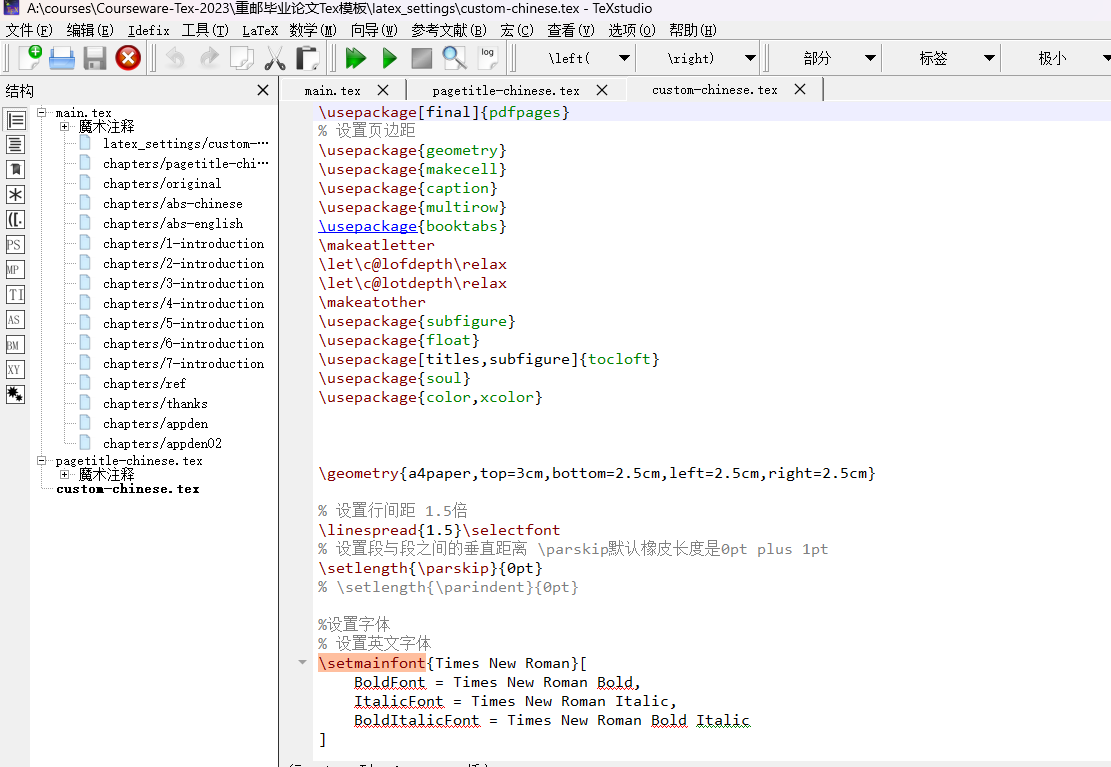 A:\courses\Courseware-Tex-2023\重邮毕业论文Tex模板\latex_settings\custom-chinese.tex - TeXstudio
文件(F) 编辑(E) Idefix 工具(T) LaTeX 数学(M) 向导(W) 参考文献(B) 宏(C) 查看(V) 选项(O) 帮助(H)
log \left( \right) 部分 标签 极小
结构
main.tex
魔术注释
latex_settings/custom-···
chapters/pagetitle-chi···
chapters/original
chapters/abs-chinese
chapters/abs-english
chapters/1-introduction
chapters/2-introduction
chapters/3-introduction
chapters/4-introduction
chapters/5-introduction
chapters/6-introduction
chapters/7-introduction
chapters/ref
chapters/thanks
chapters/appden
chapters/appden02
pagetitle-chinese.tex
魔术注释
custom-chinese.tex
PS
MP
TI
AS
BM
XY
main.tex pagetitle-chinese.tex custom-chinese.tex
\usepackage[final]{pdfpages}
% 设置页边距
\usepackage{geometry}
\usepackage{makecell}
\usepackage{caption}
\usepackage{multirow}
\usepackage{booktabs}
\makeatletter
\let\c@lofdepth\relax
\let\c@lotdepth\relax
\makeatother
\usepackage{subfigure}
\usepackage{float}
\usepackage[titles,subfigure]{tocloft}
\usepackage{soul}
\usepackage{color,xcolor}
\geometry{a4paper,top=3cm,bottom=2.5cm,left=2.5cm,right=2.5cm}
% 设置行间距 1.5倍
\linespread{1.5}\selectfont
% 设置段与段之间的垂直距离 \parskip默认橡皮长度是0pt plus 1pt
\setlength{\parskip}{0pt}
% \setlength{\parindent}{0pt}
%设置字体
% 设置英文字体
\setmainfont{Times New Roman}[
BoldFont = Times New Roman Bold,
ItalicFont = Times New Roman Italic,
BoldItalicFont = Times New Roman Bold Italic
]